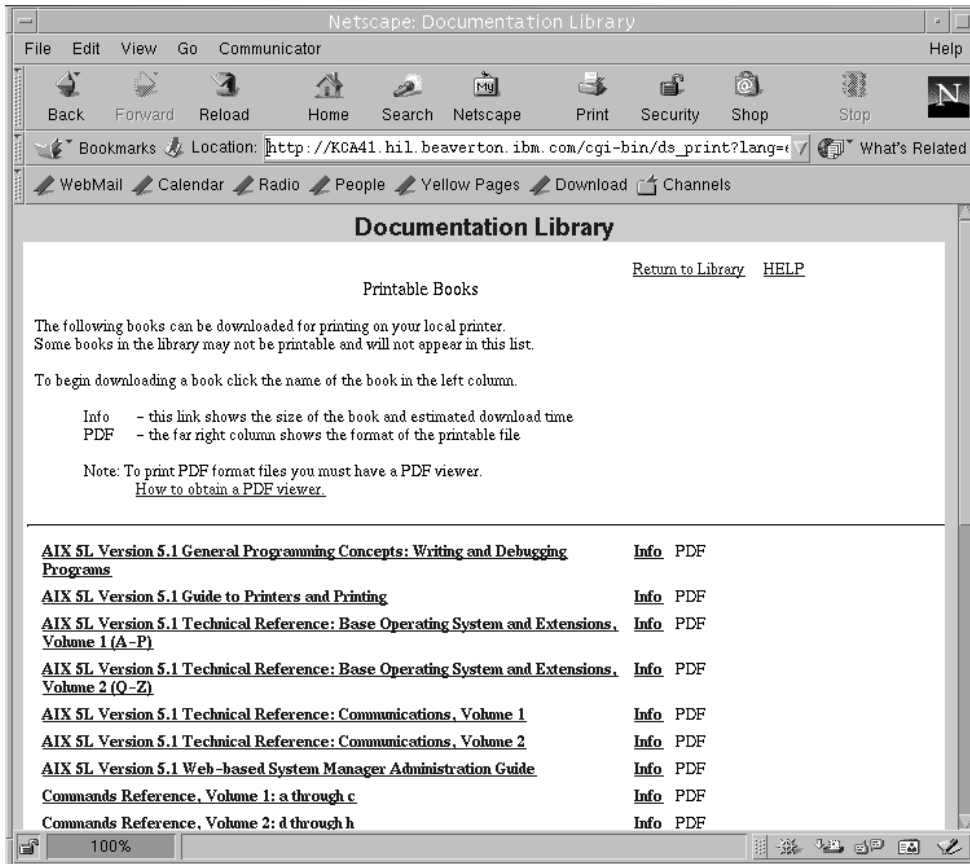 Netscape: Documentation Library
File Edit View Go Communicator Help
Back Forward Reload Home Search Netscape Print Security Shop Stop
My
N
Bookmarks Location: http://KCA41.hil.beaverton.ibm.com/cgi-bin/ds_print?lang= What's Related
WebMail Calendar Radio People Yellow Pages Download Channels
Documentation Library
Return to Library HELP
Printable Books
The following books can be downloaded for printing on your local printer.
Some books in the library may not be printable and will not appear in this list.
To begin downloading a book click the name of the book in the left column.
Info – this link shows the size of the book and estimated download time
PDF – the far right column shows the format of the printable file
Note: To print PDF format files you must have a PDF viewer.
How to obtain a PDF viewer.
AIX 5L Version 5.1 General Programming Concepts: Writing and Debugging Info PDF
Programs
AIX 5L Version 5.1 Guide to Printers and Printing Info PDF
AIX 5L Version 5.1 Technical Reference: Base Operating System and Extensions, Info PDF
Volume 1 (A–P)
AIX 5L Version 5.1 Technical Reference: Base Operating System and Extensions, Info PDF
Volume 2 (Q–Z)
AIX 5L Version 5.1 Technical Reference: Communications, Volume 1 Info PDF
AIX 5L Version 5.1 Technical Reference: Communications, Volume 2 Info PDF
AIX 5L Version 5.1 Web–based System Manager Administration Guide Info PDF
Commands Reference, Volume 1: a through c Info PDF
Commands Reference, Volume 2: d through h Info PDF
100%